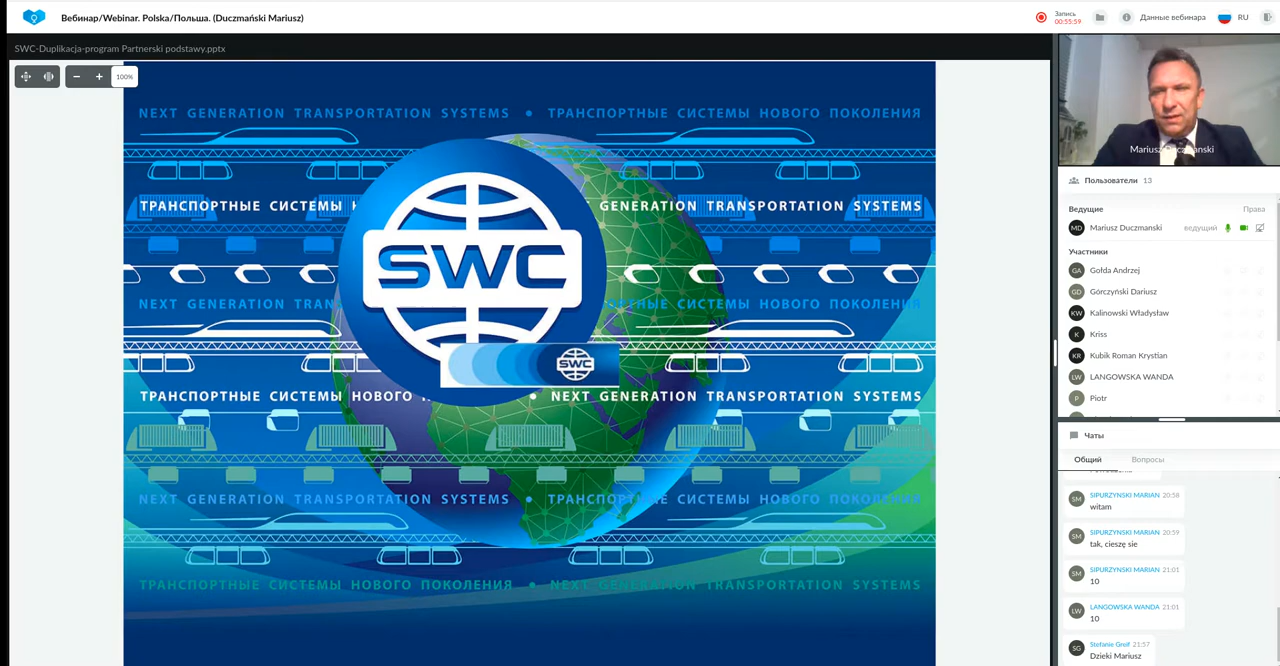 Вебинар/Webinar. Polska/Польша. (Duczmański Mariusz)
Запись
00:55:59
Данные вебинара
RU
SWC-Duplikacja-program Partnerski podstawy.pptx
100%
NEXT GENERATION TRANSPORTATION SYSTEMS • ТРАНСПОРТНЫЕ СИСТЕМЫ НОВОГО ПОКОЛЕНИЯ
ТРАНСПОРТНЫЕ СИСТЕМЫ
GENERATION TRANSPORTATION SYSTEMS
SWC
NEXT GENERATION
СИСТЕМЫ НОВОГО ПОКОЛЕНИЯ
SWC
ТРАНСПОРТНЫЕ СИСТЕМЫ НОВОГО • NEXT GENERATION TRANSPORTATION SYSTEMS
NEXT GENERATION TRANSPORTATION SYSTEMS • ТРАНСПОРТНЫЕ СИСТЕМЫ НОВОГО ПОКОЛЕНИЯ
ТРАНСПОРТНЫЕ СИСТЕМЫ НОВОГО ПОКОЛЕНИЯ • NEXT GENERATION TRANSPORTATION SYSTEMS
Mariusz Duczmanski
Пользователи 13
Ведущие Права
MD Mariusz Duczmanski ведущий
Участники
GA Gołda Andrzej
GD Górczyński Dariusz
KW Kalinowski Władysław
K Kriss
KR Kubik Roman Krystian
LW LANGOWSKA WANDA
P Piotr
Чаты
Общий Вопросы
SM SIPURZYNSKI MARIAN 20:58
witam
SM SIPURZYNSKI MARIAN 20:59
tak, cieszę sie
SM SIPURZYNSKI MARIAN 21:01
10
LW LANGOWSKA WANDA 21:01
10
SG Stefanie Greif 21:57
Dzieki Mariusz